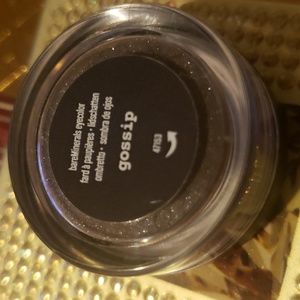 bareMinerals eyecolor
fard à paupières • lidschatten
ombretto • sombra de ojos
gossip